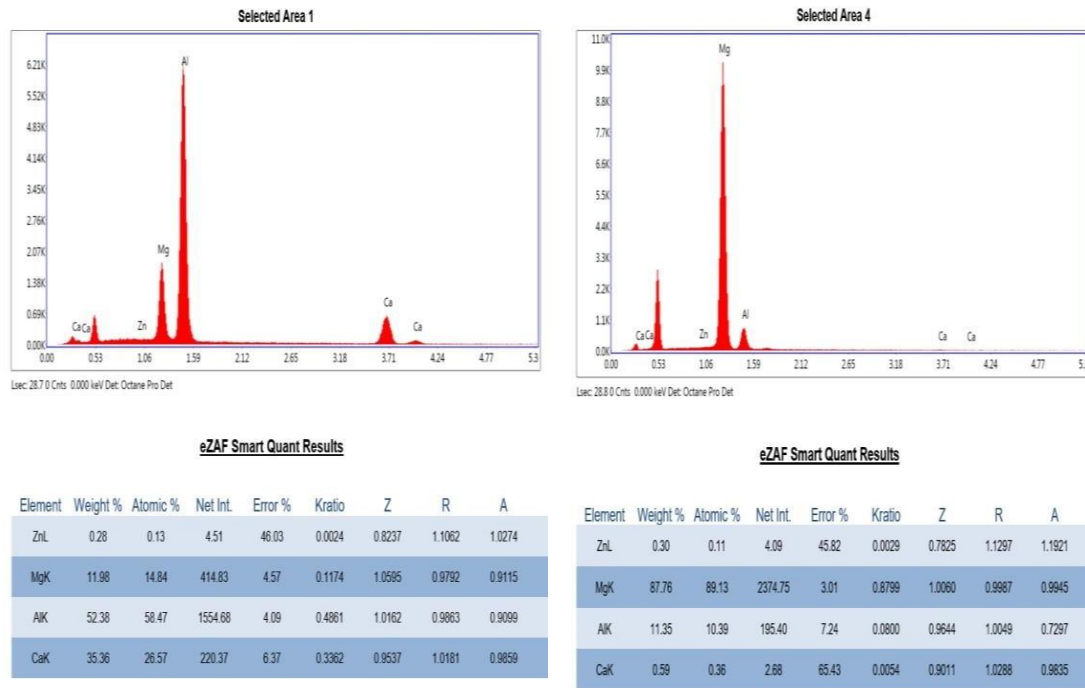 Selected Area 1
6.21K
5.52K
4.83K
4.14K
3.45K
2.76K
2.07K
1.38K
0.69K
0.00K
Al
Mg
Ca Ca
Zn
Ca
Ca
0.00 0.53 1.06 1.59 2.12 2.65 3.18 3.71 4.24 4.77 5.3
Lsec: 28.7 0 Cnts 0.000 keV Det: Octane Pro Det
Selected Area 4
11.0K
9.9K
8.8K
7.7K
6.6K
5.5K
4.4K
3.3K
2.2K
1.1K
0.0K
Mg
Ca Ca
Zn
Al
Ca
Ca
0.00 0.53 1.06 1.59 2.12 2.65 3.18 3.71 4.24 4.77 5.
Lsec: 28.8 0 Cnts 0.000 keV Det: Octane Pro Det
eZAF Smart Quant Results
Element Weight % Atomic % Net Int. Error % Kratio Z R A
ZnL 0.28 0.13 4.51 46.03 0.0024 0.8237 1.1062 1.0274
MgK 11.98 14.84 414.83 4.57 0.1174 1.0595 0.9792 0.9115
AlK 52.38 58.47 1554.68 4.09 0.4861 1.0162 0.9863 0.9099
CaK 35.36 26.57 220.37 6.37 0.3362 0.9537 1.0181 0.9859
eZAF Smart Quant Results
Element Weight % Atomic % Net Int. Error % Kratio Z R A
ZnL 0.30 0.11 4.09 45.82 0.0029 0.7825 1.1297 1.1921
MgK 87.76 89.13 2374.75 3.01 0.8799 1.0060 0.9987 0.9945
AlK 11.35 10.39 195.40 7.24 0.0800 0.9644 1.0049 0.7297
CaK 0.59 0.36 2.68 65.43 0.0054 0.9011 1.0288 0.9835